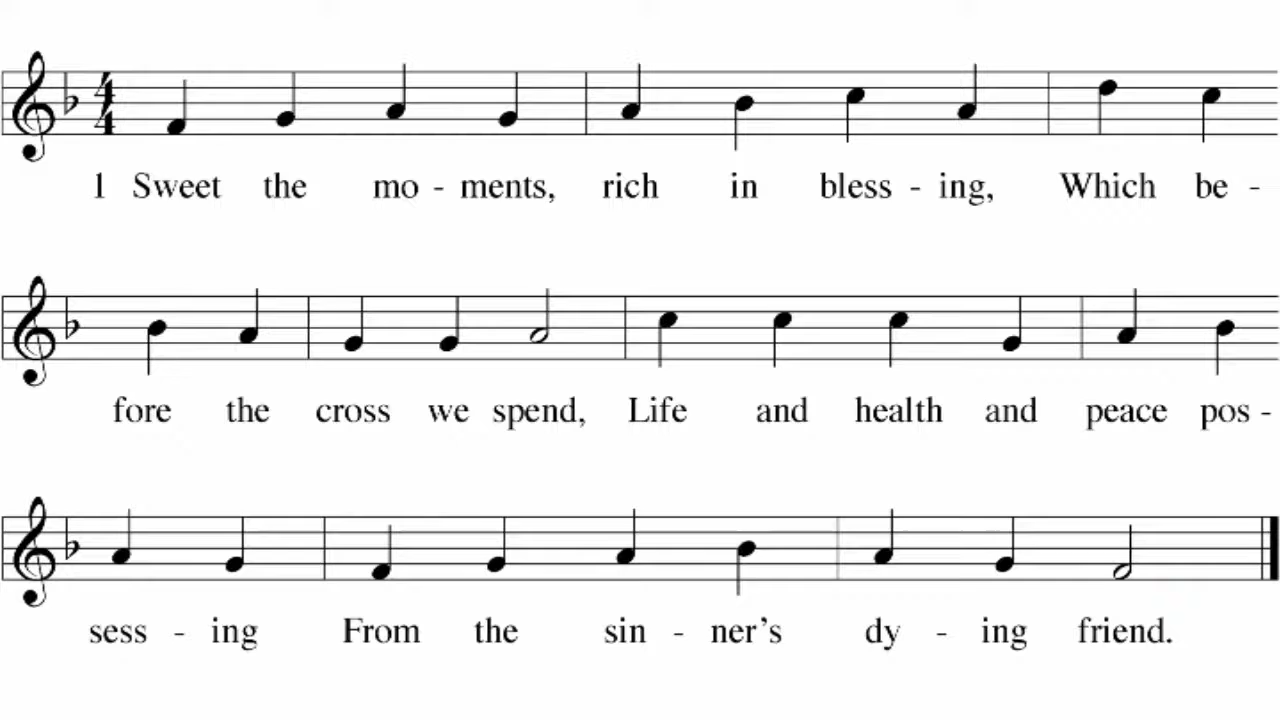 1 Sweet the mo - ments, rich in bless - ing, Which be -
fore the cross we spend, Life and health and peace pos -
sess - ing From the sin - ner's dy - ing friend.